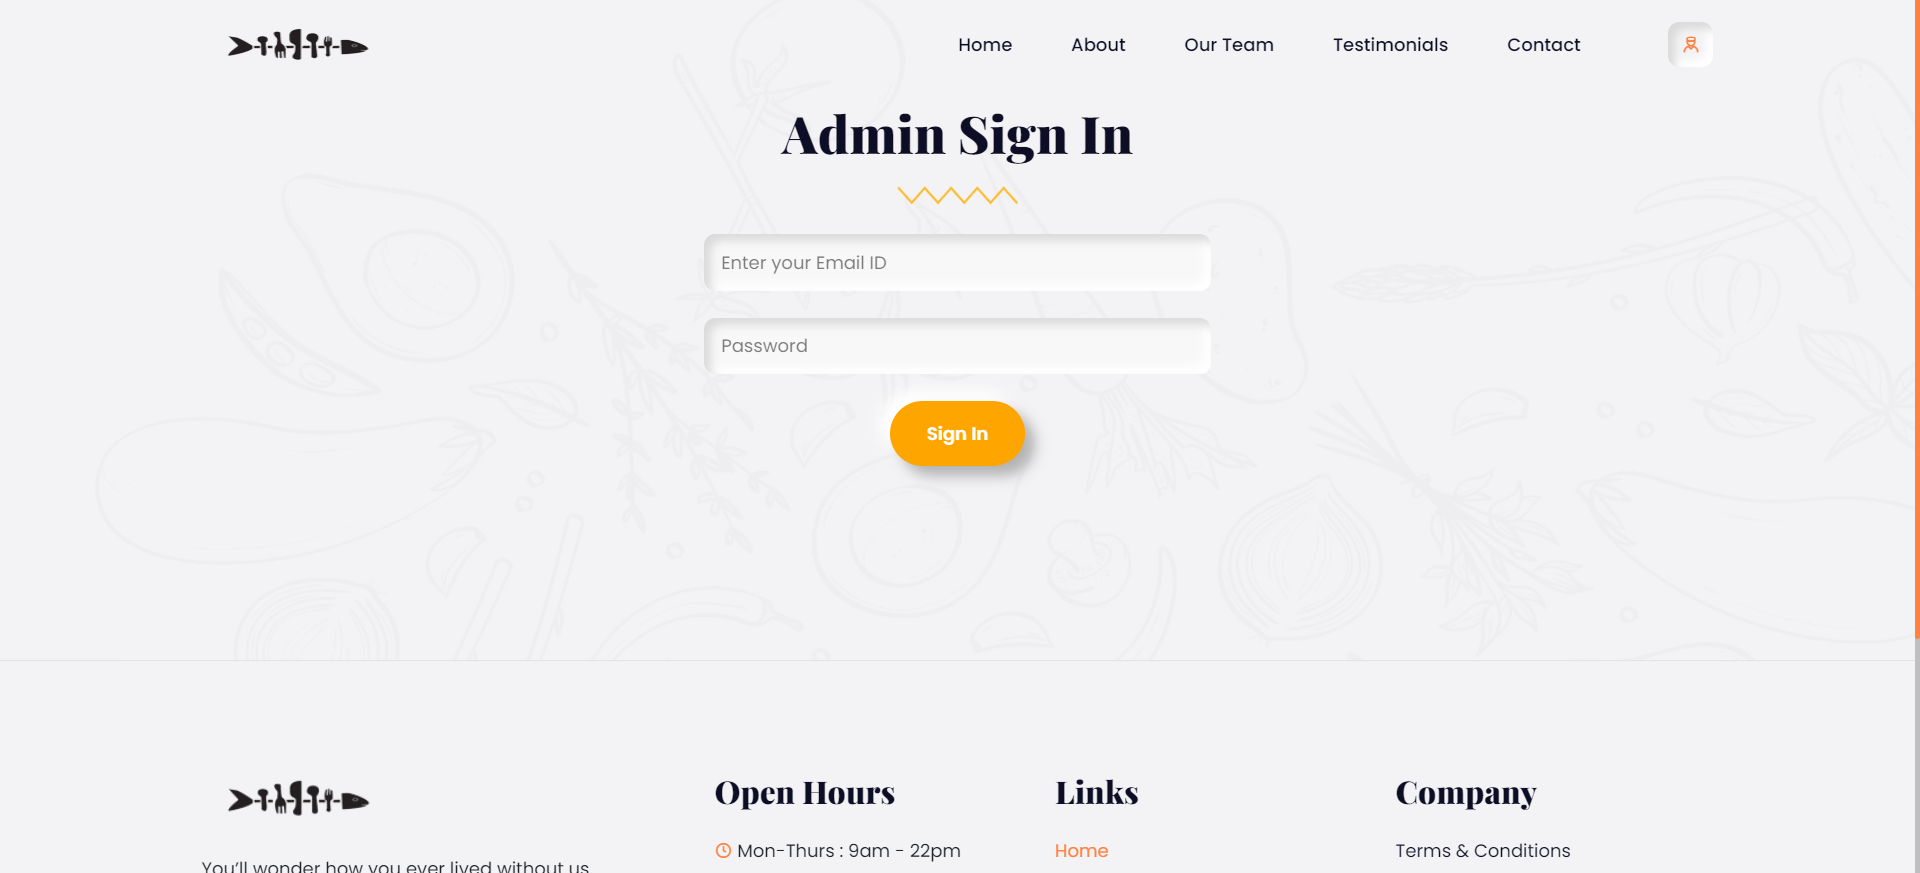 Home About Our Team Testimonials Contact
Admin Sign In
Enter your Email ID
Password
Sign In
Open Hours
Links
Company
Mon-Thurs : 9am - 22pm
Home
Terms & Conditions
You’ll wonder how you ever lived without us